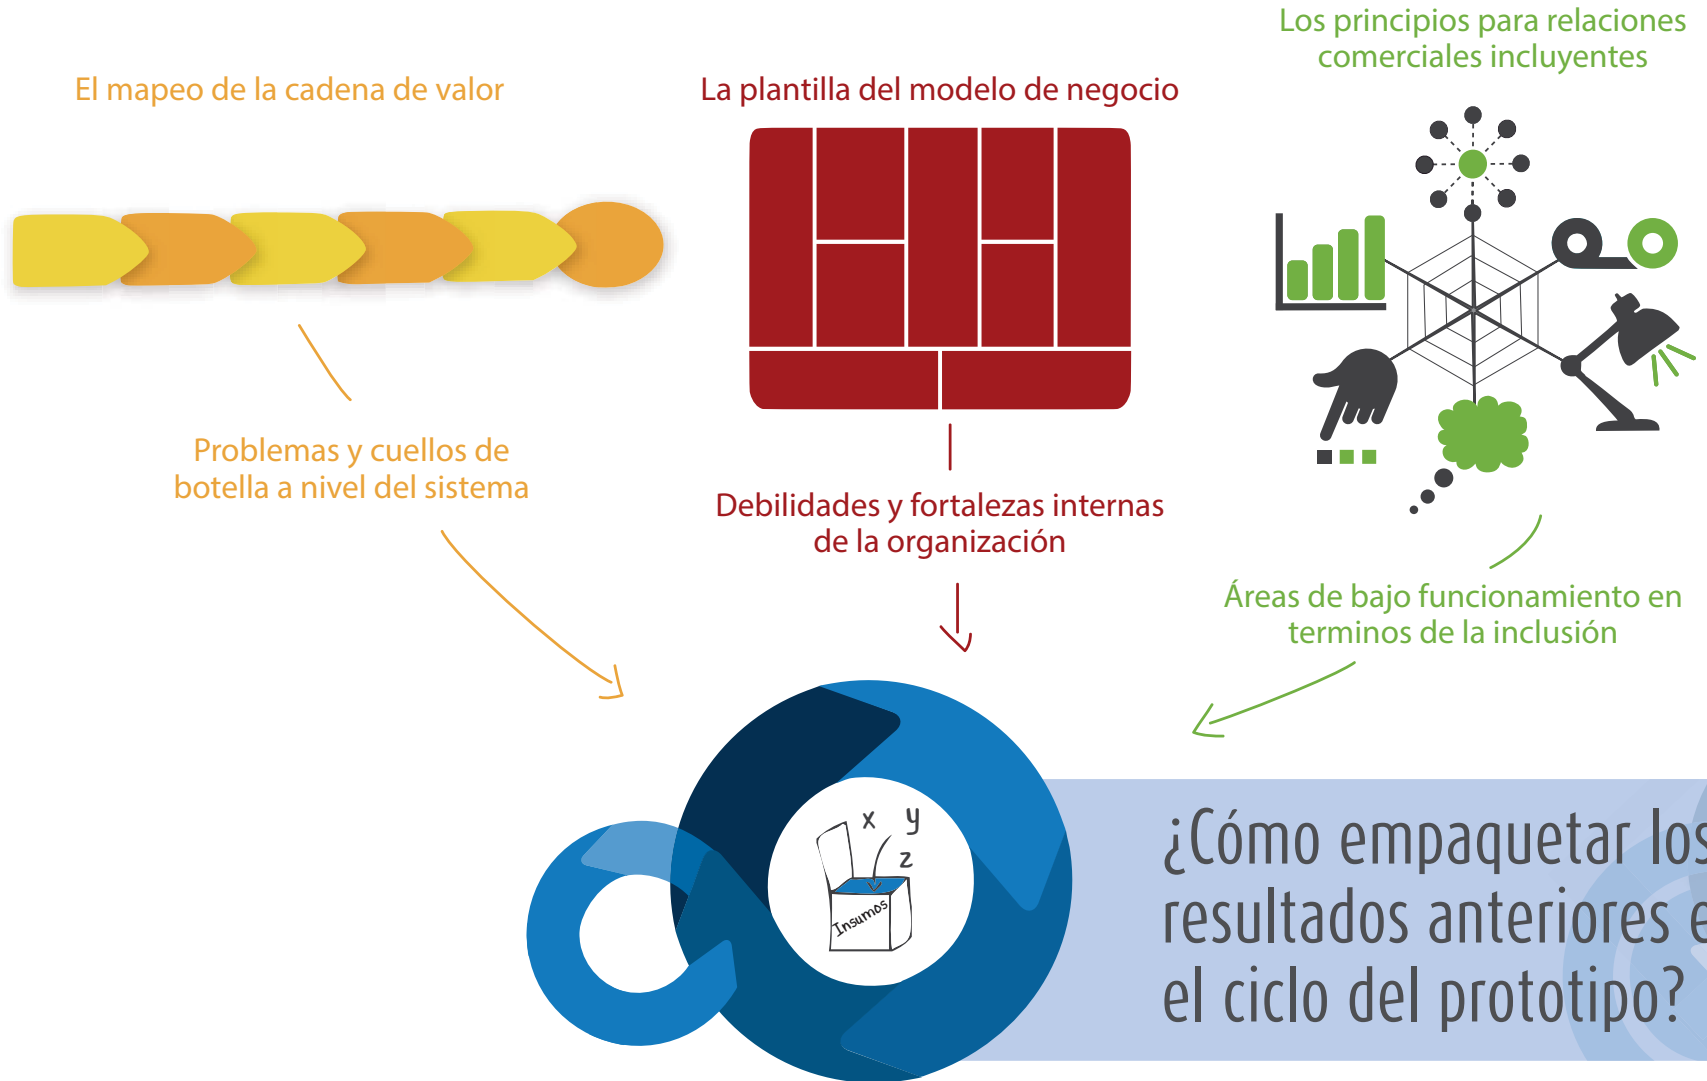 Los principios para relaciones
comerciales incluyentes
El mapeo de la cadena de valor
La plantilla del modelo de negocio
Problemas y cuellos de
botella a nivel del sistema
Debilidades y fortalezas internas
de la organización
Áreas de bajo funcionamiento en
terminos de la inclusión
x y
z
Insumos
¿Cómo empaquetar los
resultados anteriores e
el ciclo del prototipo?